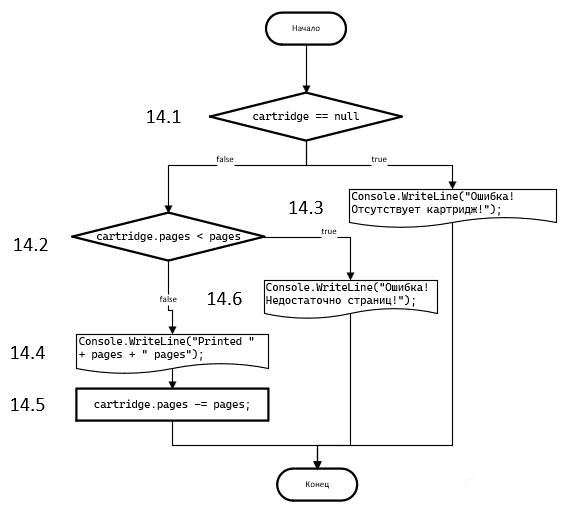 Начало
14.1
cartridge == null
false
true
14.3
Console.WriteLine("Ошибка!
Отсутствует картридж!");
14.2
cartridge.pages < pages
true
14.6
Console.WriteLine("Ошибка!
Недостаточно страниц!");
false
14.4
Console.WriteLine("Printed "
+ pages + " pages");
14.5
cartridge.pages -= pages;
Конец